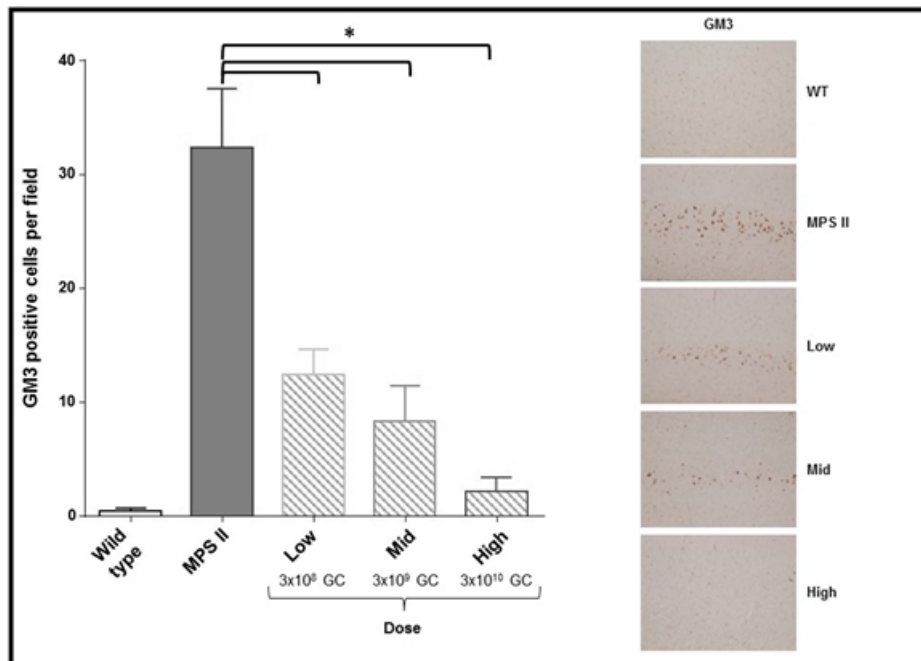 GM3
*
40
30
20
10
0
GM3 positive cells per field
Wild type
MPS II
Low
Mid
High
3x10⁸ GC
3x10⁹ GC
3x10¹⁰ GC
Dose
WT
MPS II
Low
Mid
High